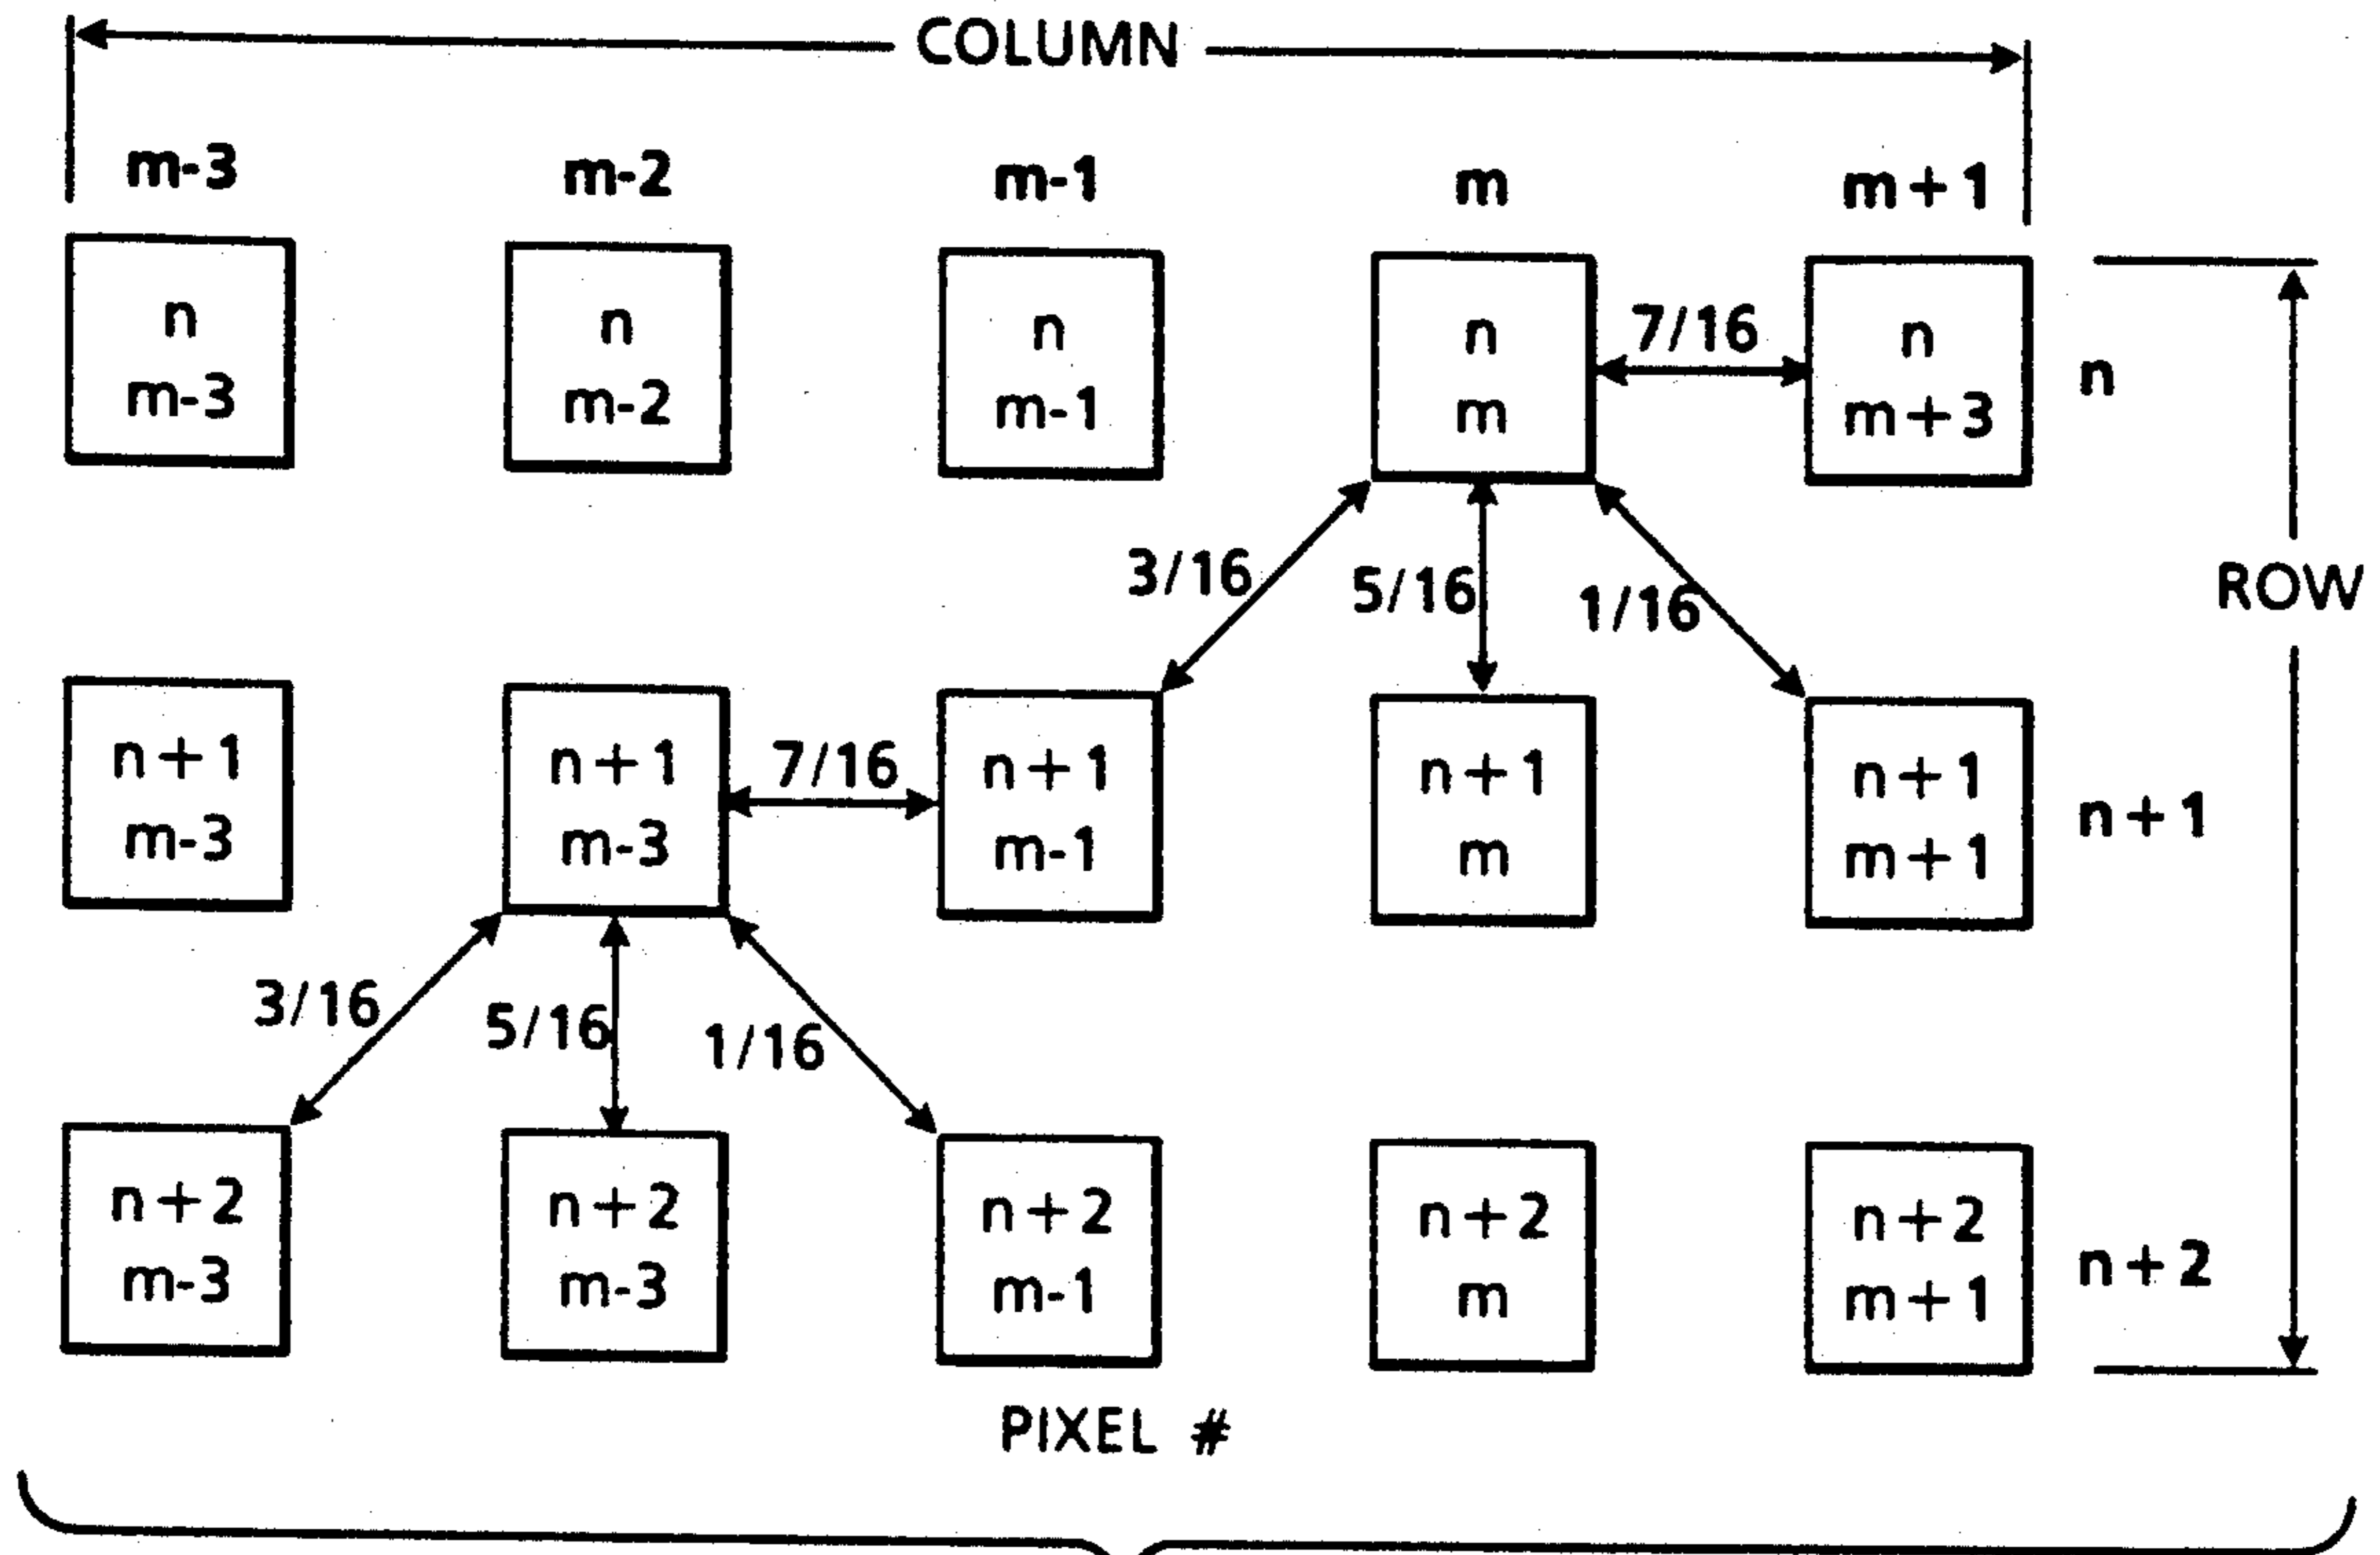 COLUMN
m-3 m-2 m-1 m m+1
n n n n 7/16 n
m-3 m-2 m-1 m m+3 n
3/16 5/16 1/16 ROW
n+1 n+1 7/16 n+1 n+1 n+1
m-3 m-3 m-1 m m+1 n+1
3/16 5/16 1/16
n+2 n+2 n+2 n+2 n+2
m-3 m-3 m-1 m m+1 n+2
PIXEL #